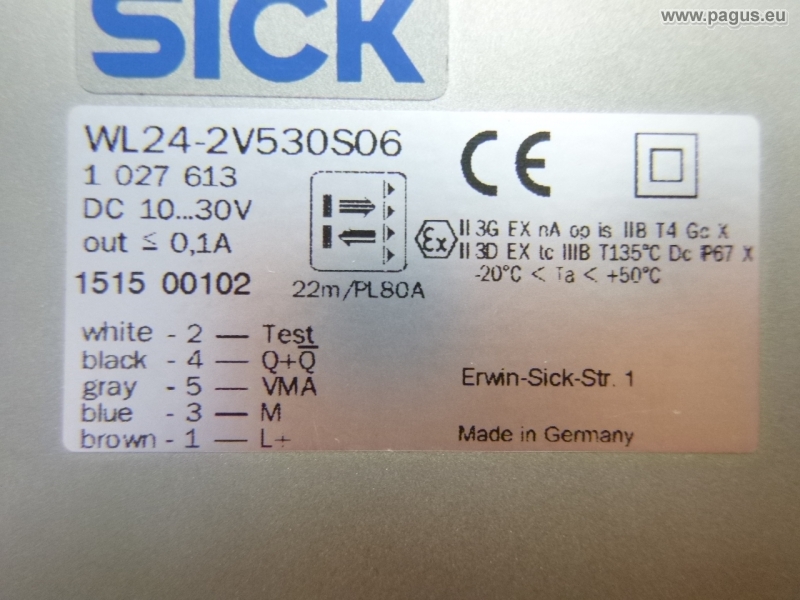 www.pagus.eu
SICK
WL24-2V530S06
1 027 613
DC 10...30V
out ≤ 0,1A
1515 00102
22m/PL80A
CE
Ex
II 3G EX nA op is IIB T4 Gc X
II 3D EX tc IIIB T135°C Dc IP67 X
-20°C < Ta < +50°C
white - 2 — Test
black - 4 — Q+Q̅
gray - 5 — VMA
blue - 3 — M
brown - 1 — L+
Erwin-Sick-Str. 1
Made in Germany